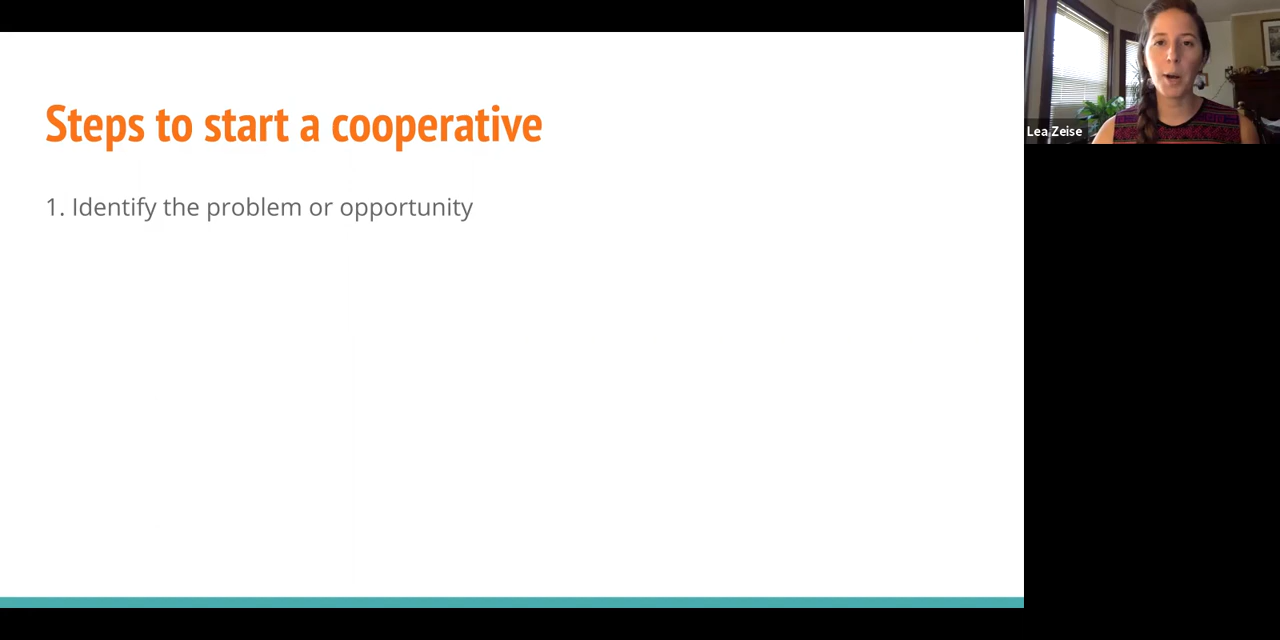 Steps to start a cooperative
1. Identify the problem or opportunity
Lea Zeise